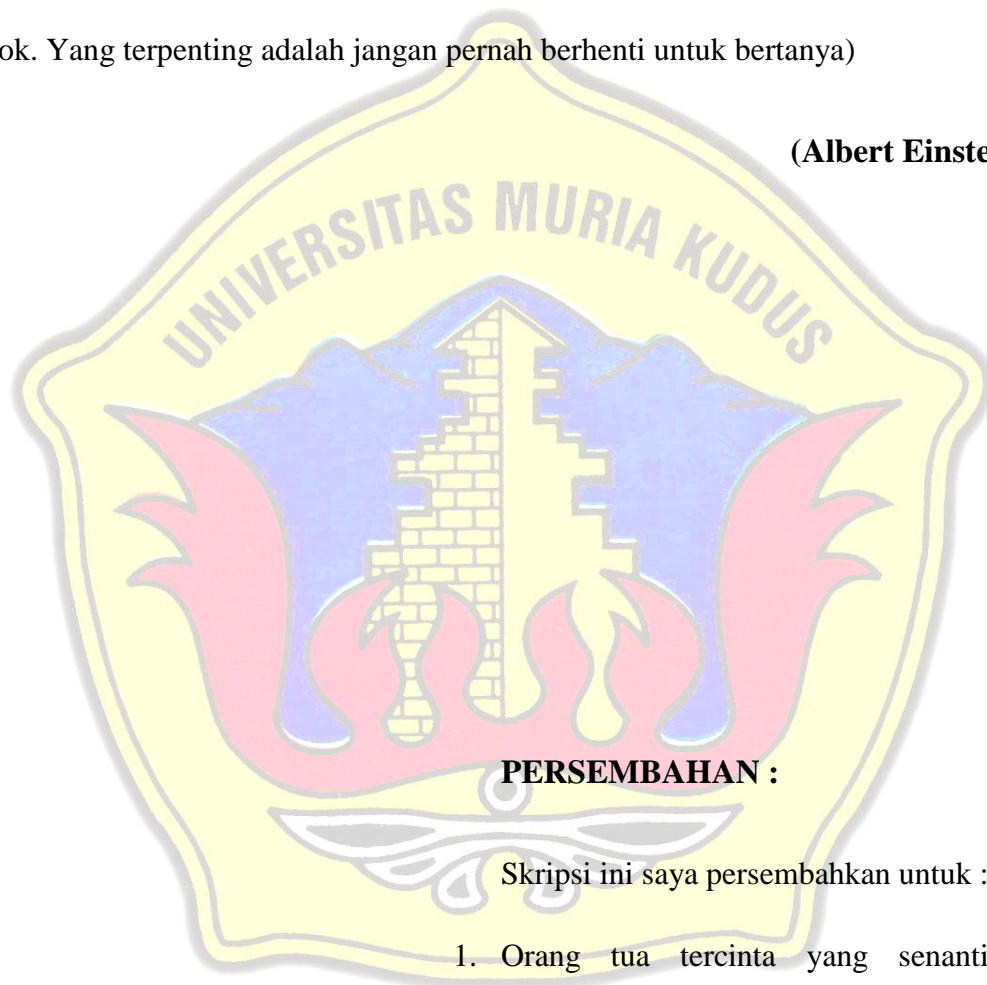 ok. Yang terpenting adalah jangan pernah berhenti untuk bertanya)
(Albert Einste
UNIVERSITAS MURIA KUDUS
PERSEMBAHAN :
Skripsi ini saya persembahkan untuk :
1. Orang tua tercinta yang senanti